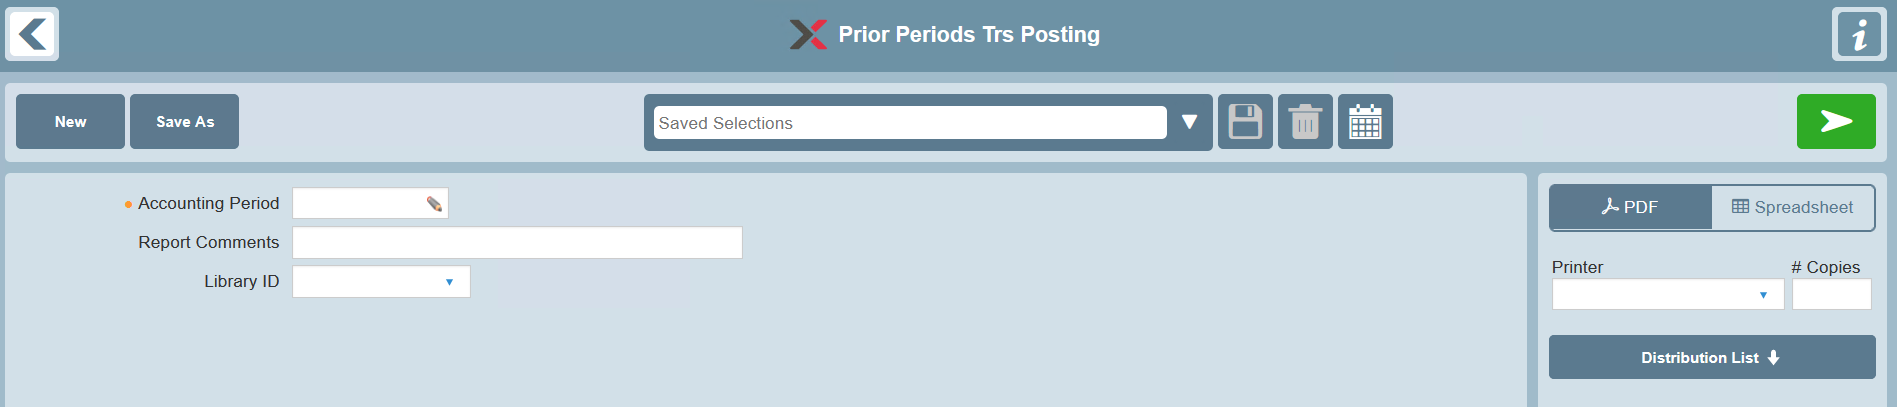 Prior Periods Trs Posting
New
Save As
Saved Selections
Accounting Period
Report Comments
Library ID
PDF
Spreadsheet
Printer
# Copies
Distribution List